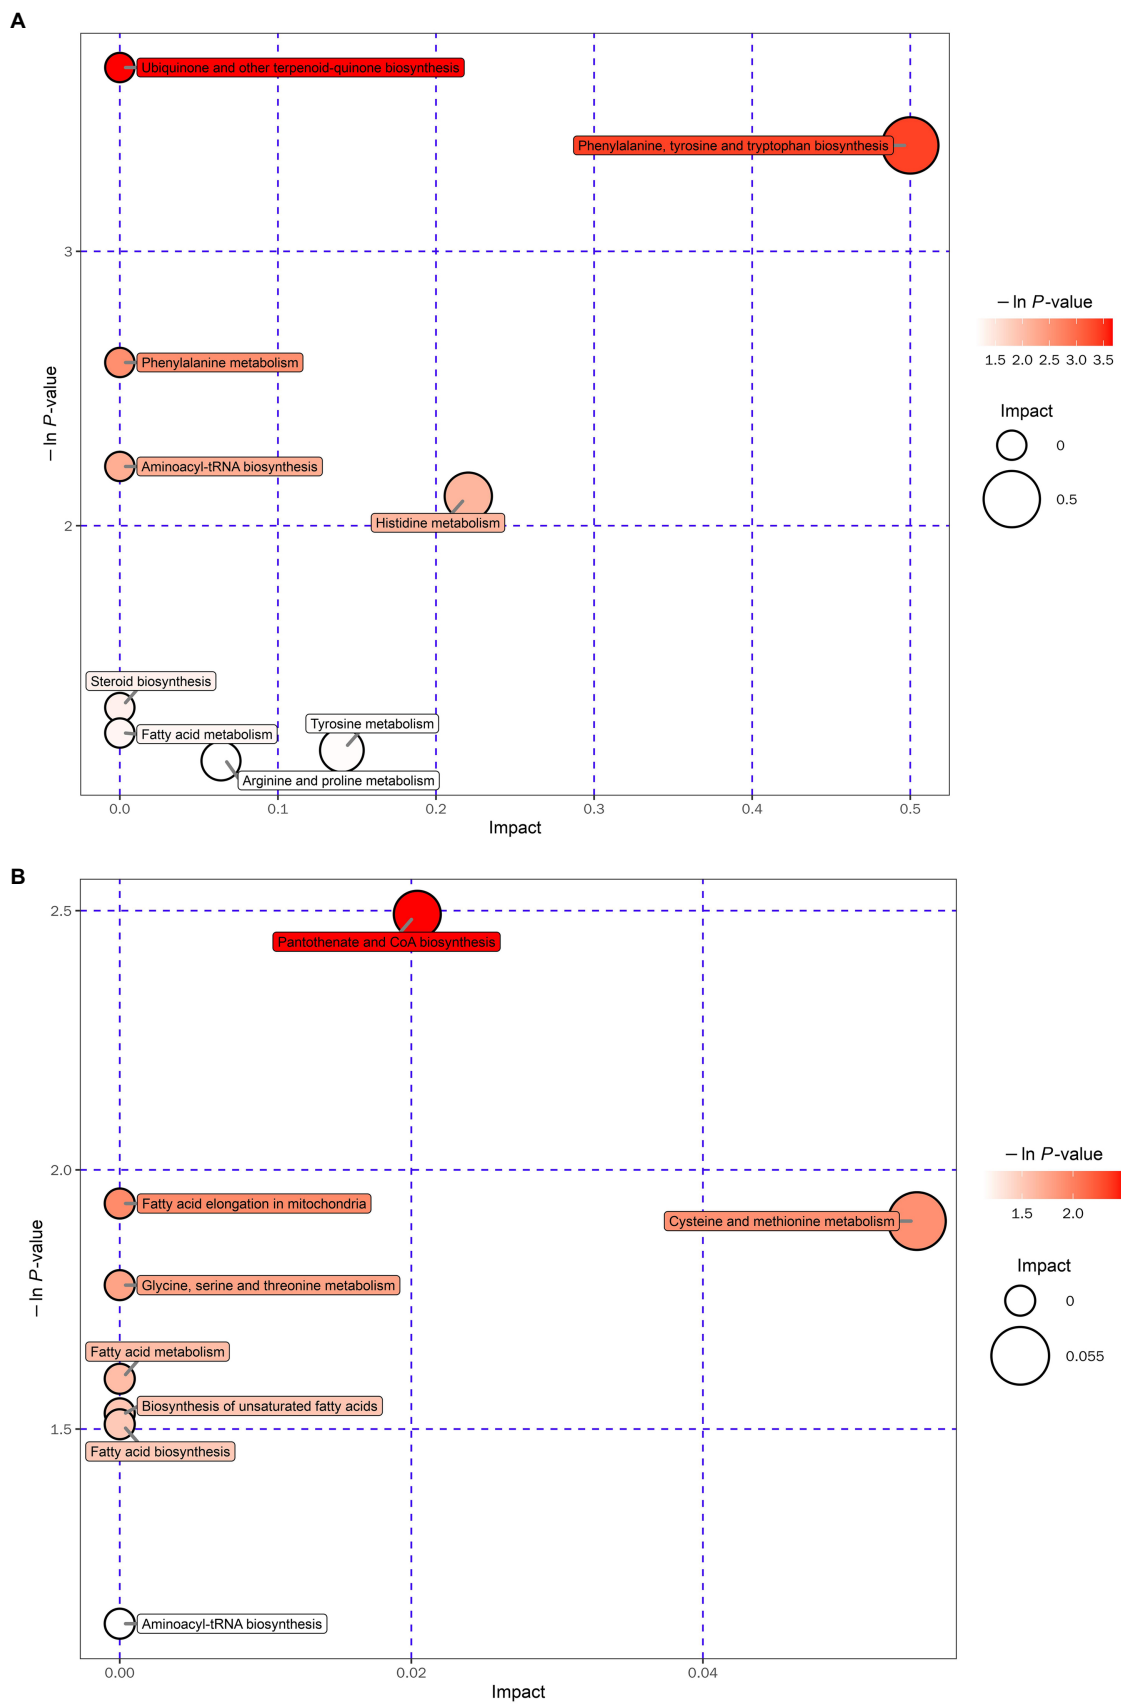 A
Ubiquinone and other terpenoid-quinone biosynthesis
Phenylalanine, tyrosine and tryptophan biosynthesis
3
Phenylalanine metabolism
Aminoacyl-tRNA biosynthesis
Histidine metabolism
2
Steroid biosynthesis
Tyrosine metabolism
Fatty acid metabolism
Arginine and proline metabolism
– ln P-value
0.0 0.1 0.2 0.3 0.4 0.5
Impact
– ln P-value
1.5 2.0 2.5 3.0 3.5
Impact
0
0.5
B
2.5
Pantothenate and CoA biosynthesis
2.0
Fatty acid elongation in mitochondria
Cysteine and methionine metabolism
Glycine, serine and threonine metabolism
Fatty acid metabolism
Biosynthesis of unsaturated fatty acids
1.5
Fatty acid biosynthesis
Aminoacyl-tRNA biosynthesis
– ln P-value
0.00 0.02 0.04
Impact
– ln P-value
1.5 2.0
Impact
0
0.055